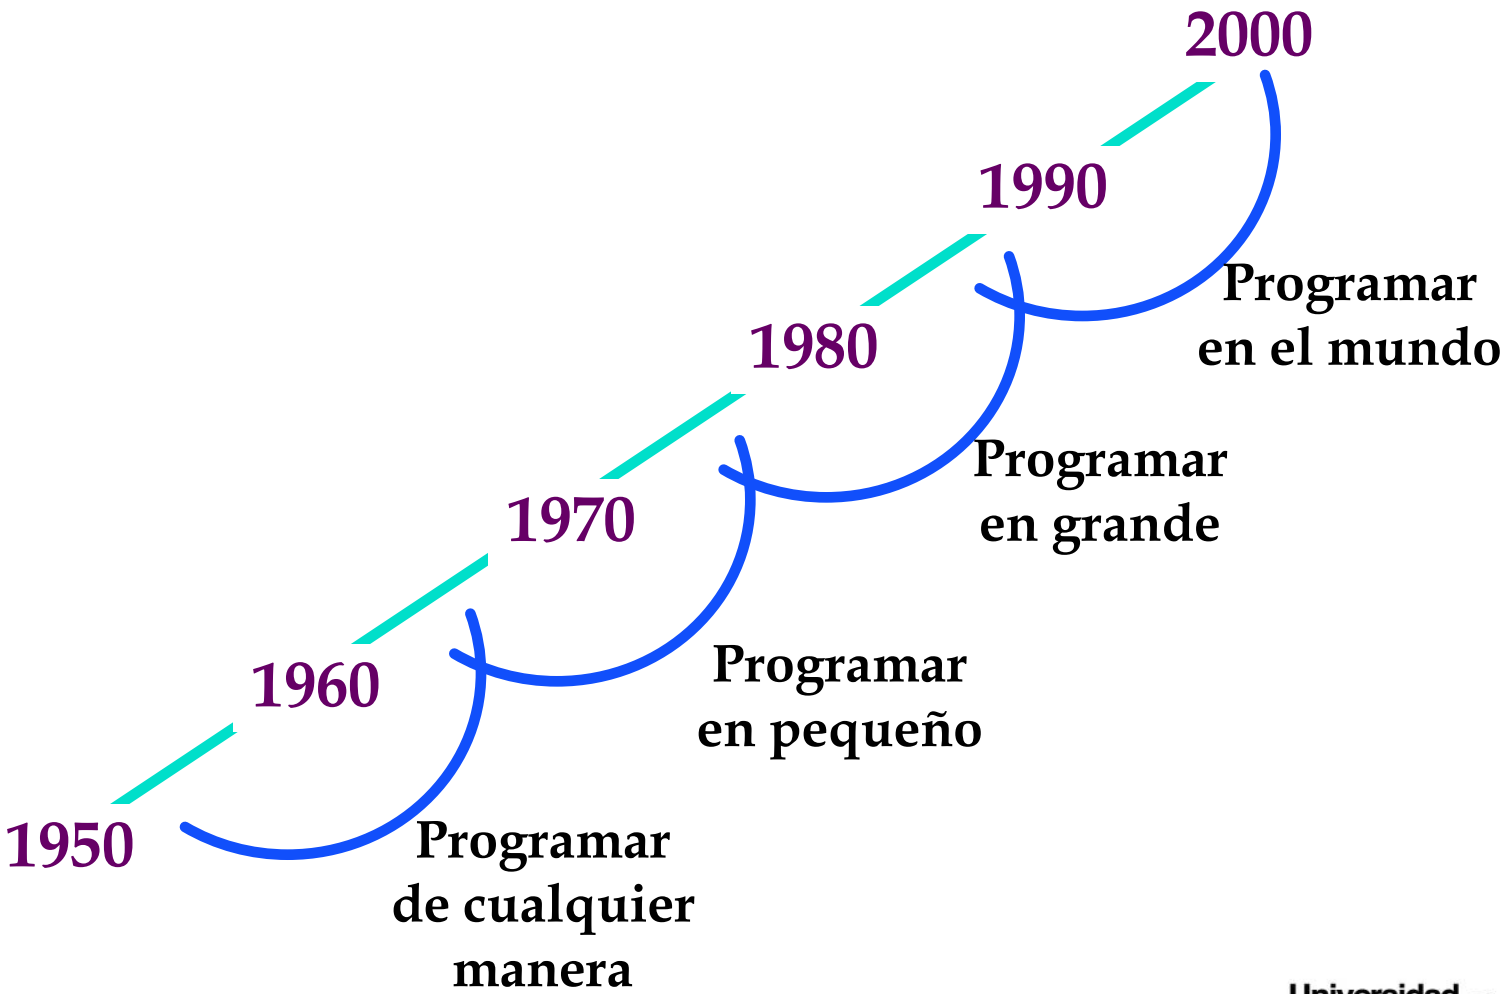 2000
1990
Programar
en el mundo
1980
Programar
en grande
1970
Programar
en pequeño
1960
1950
Programar
de cualquier
manera
Universidad